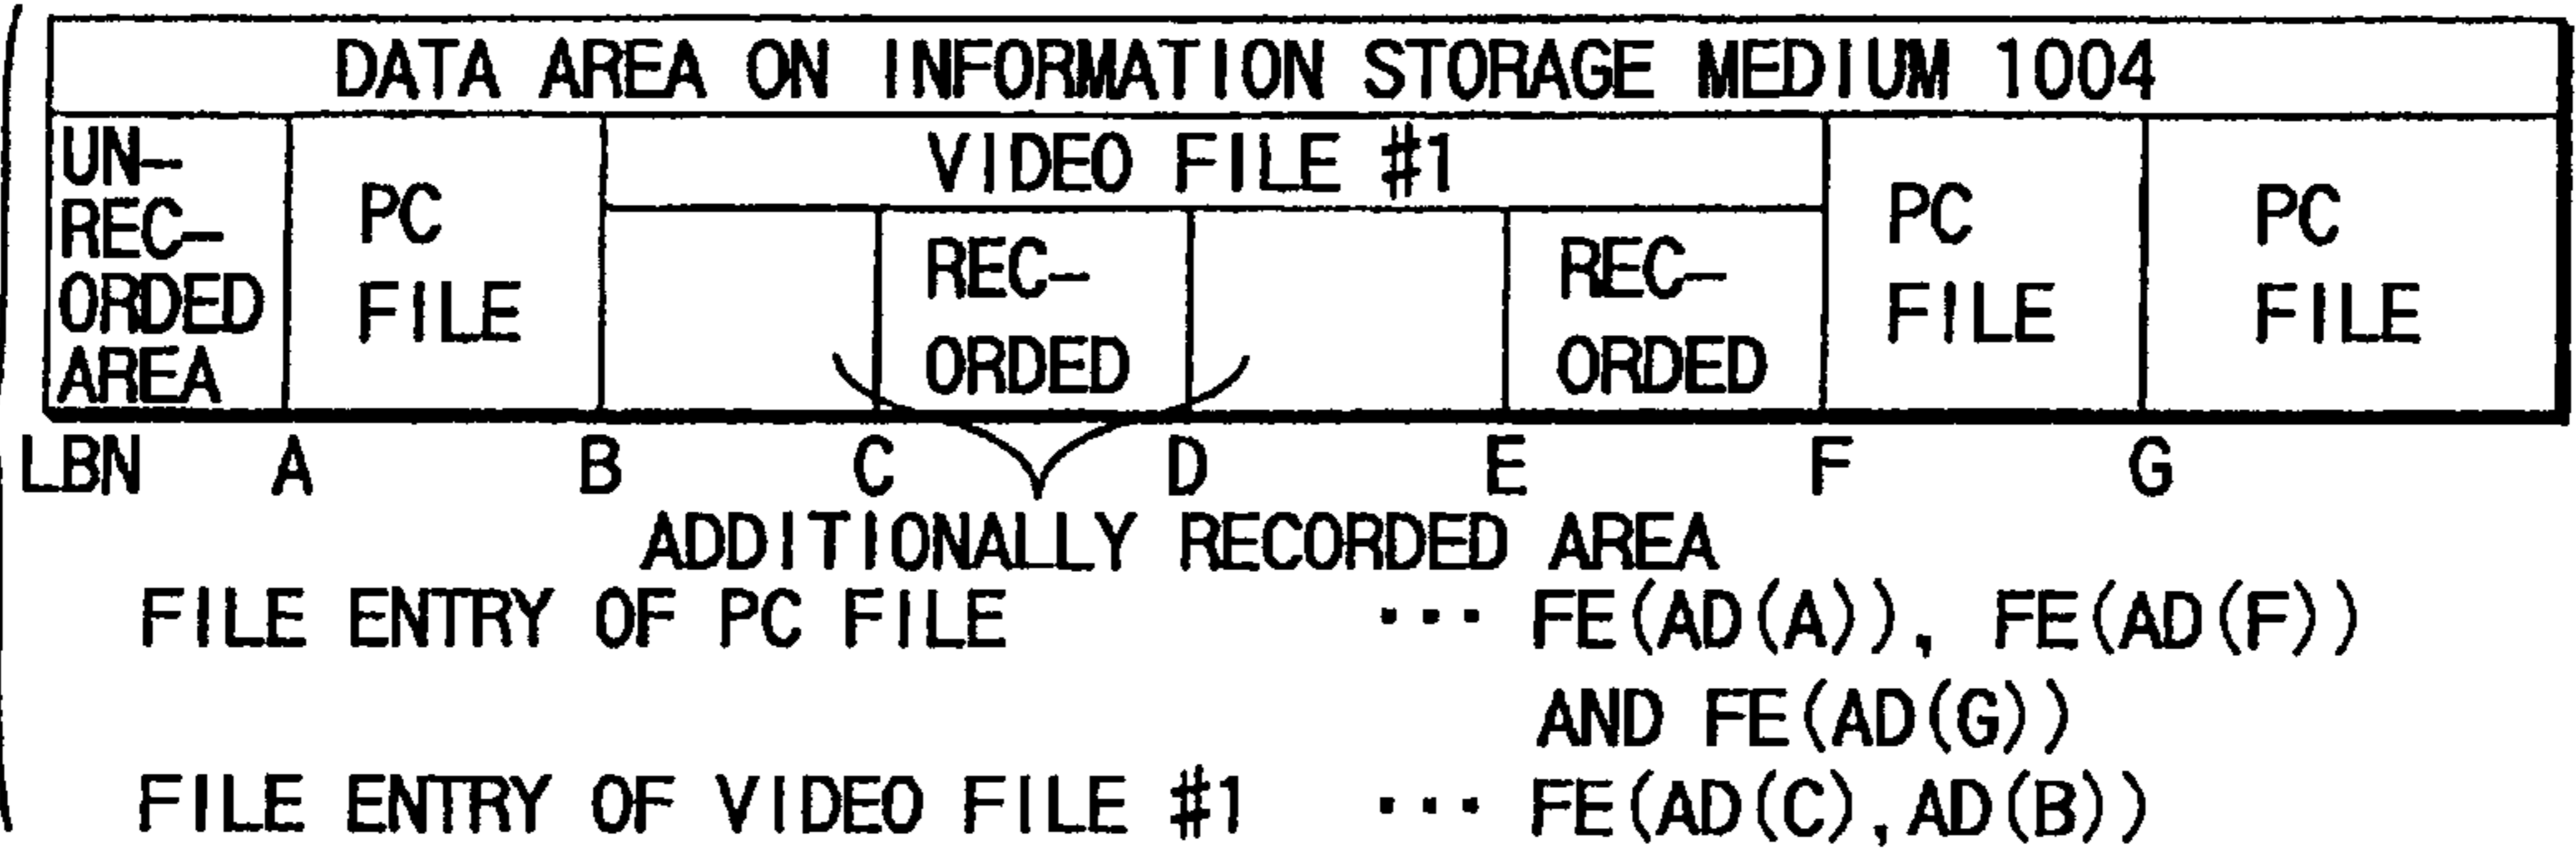 DATA AREA ON INFORMATION STORAGE MEDIUM 1004
UN-
REC-
ORDED
AREA
PC
FILE
VIDEO FILE #1
REC-
ORDED
REC-
ORDED
PC
FILE
PC
FILE
LBN A B C D E F G
ADDITIONALLY RECORDED AREA
FILE ENTRY OF PC FILE ··· FE(AD(A)), FE(AD(F))
AND FE(AD(G))
FILE ENTRY OF VIDEO FILE #1 ··· FE(AD(C),AD(B))